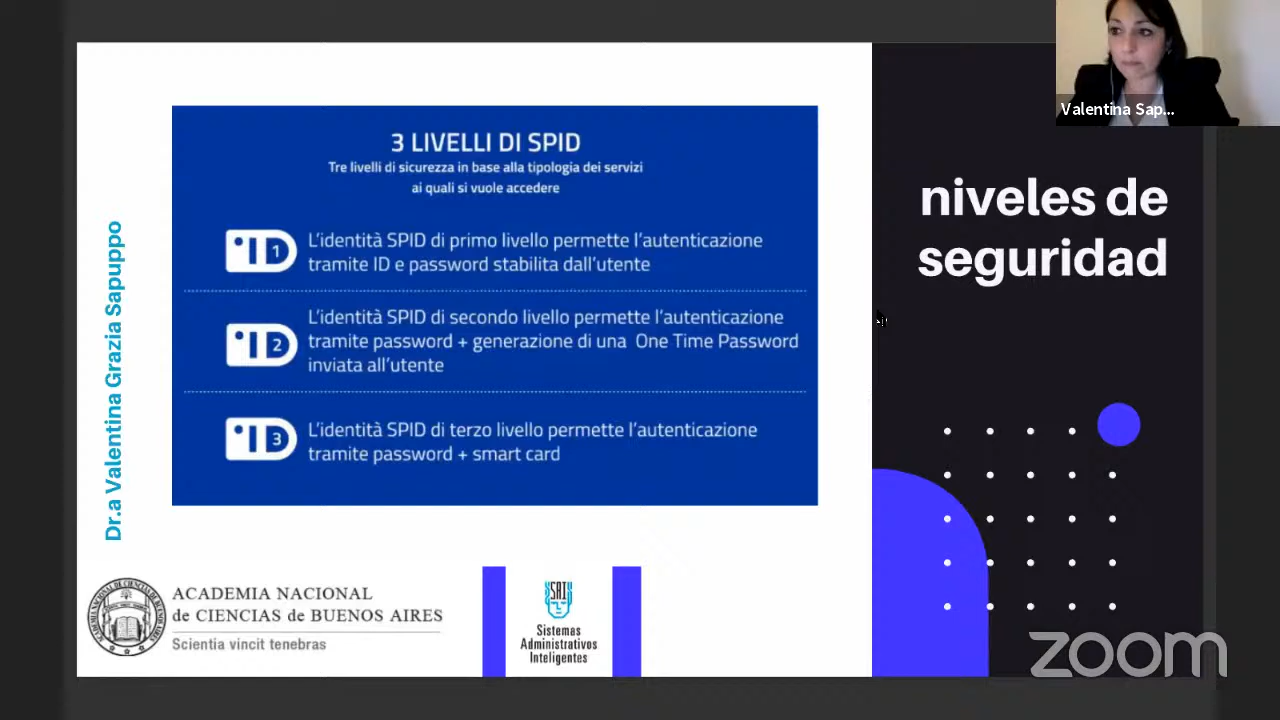 Valentina Sap...
niveles de
seguridad
3 LIVELLI DI SPID
Tre livelli di sicurezza in base alla tipologia dei servizi
ai quali si vuole accedere
ID 1
L'identità SPID di primo livello permette l'autenticazione
tramite ID e password stabilita dall'utente
ID 2
L'identità SPID di secondo livello permette l'autenticazione
tramite password + generazione di una One Time Password
inviata all'utente
ID 3
L'identità SPID di terzo livello permette l'autenticazione
tramite password + smart card
Dr.a Valentina Grazia Sapuppo
ACADEMIA NACIONAL
de CIENCIAS de BUENOS AIRES
Scientia vincit tenebras
SAI
Sistemas
Administrativos
Inteligentes
zoom